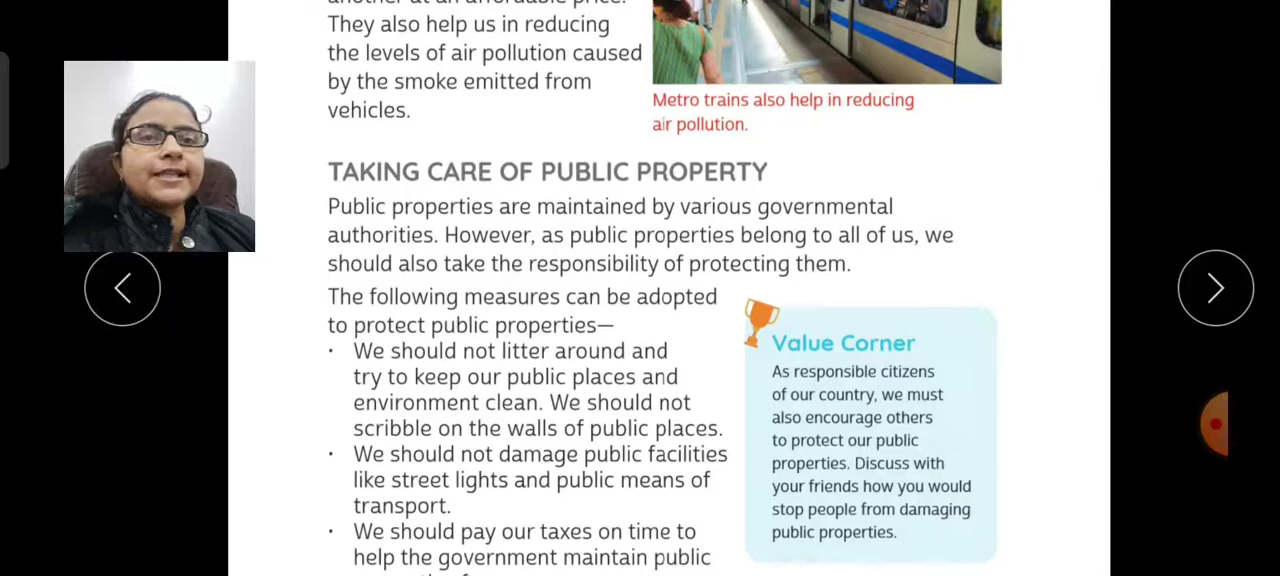 another at an affordable price.
They also help us in reducing
the levels of air pollution caused
by the smoke emitted from
vehicles.
Metro trains also help in reducing
air pollution.
TAKING CARE OF PUBLIC PROPERTY
Public properties are maintained by various governmental
authorities. However, as public properties belong to all of us, we
should also take the responsibility of protecting them.
The following measures can be adopted
to protect public properties—
· We should not litter around and
try to keep our public places and
environment clean. We should not
scribble on the walls of public places.
· We should not damage public facilities
like street lights and public means of
transport.
· We should pay our taxes on time to
help the government maintain public
Value Corner
As responsible citizens
of our country, we must
also encourage others
to protect our public
properties. Discuss with
your friends how you would
stop people from damaging
public properties.